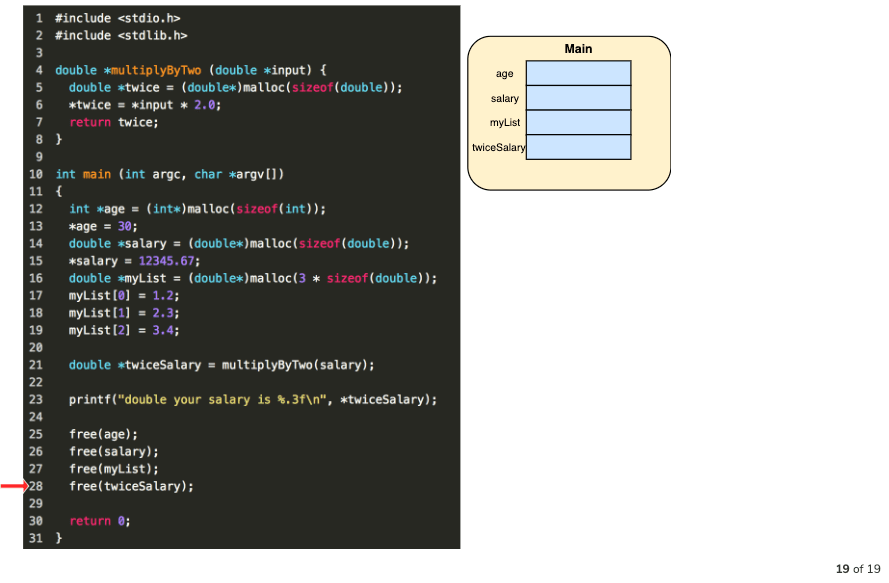 1 #include <stdio.h>
2 #include <stdlib.h>
3
4 double *multiplyByTwo (double *input) {
5   double *twice = (double*)malloc(sizeof(double));
6   *twice = *input * 2.0;
7   return twice;
8 }
9
10 int main (int argc, char *argv[])
11 {
12   int *age = (int*)malloc(sizeof(int));
13   *age = 30;
14   double *salary = (double*)malloc(sizeof(double));
15   *salary = 12345.67;
16   double *myList = (double*)malloc(3 * sizeof(double));
17   myList[0] = 1.2;
18   myList[1] = 2.3;
19   myList[2] = 3.4;
20
21   double *twiceSalary = multiplyByTwo(salary);
22
23   printf("double your salary is %.3f\n", *twiceSalary);
24
25   free(age);
26   free(salary);
27   free(myList);
28   free(twiceSalary);
29
30   return 0;
31 }
Main
age
salary
myList
twiceSalary
19 of 19